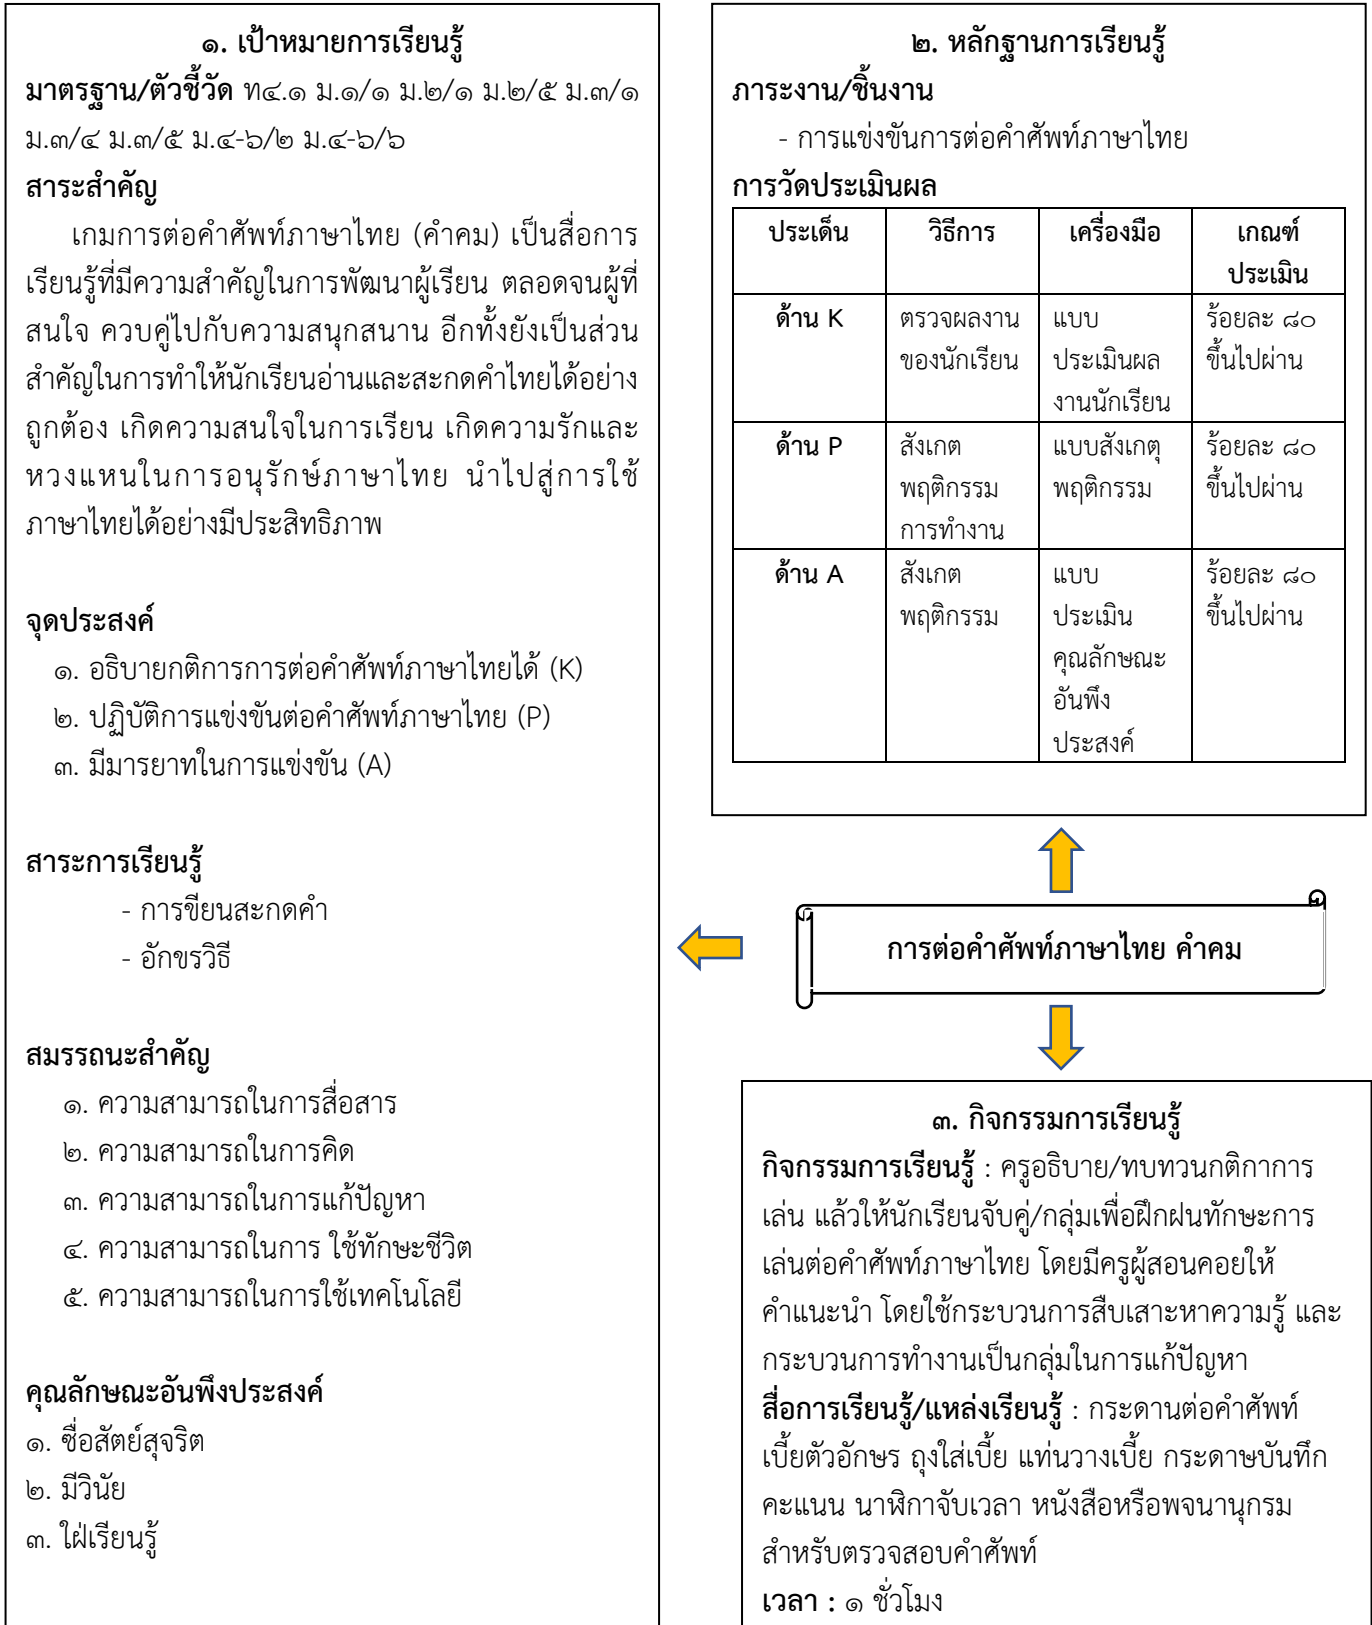 ๑. เป้าหมายการเรียนรู้
มาตรฐาน/ตัวชี้วัด ท๔.๑ ม.๑/๑ ม.๒/๑ ม.๒/๕ ม.๓/๑
ม.๓/๔ ม.๓/๕ ม.๔-๖/๒ ม.๔-๖/๖
สาระสำคัญ
เกมการต่อคำศัพท์ภาษาไทย (คำคม) เป็นสื่อการ
เรียนรู้ที่มีความสำคัญในการพัฒนาผู้เรียน ตลอดจนผู้ที่
สนใจ ควบคู่ไปกับความสนุกสนาน อีกทั้งยังเป็นส่วน
สำคัญในการทำให้นักเรียนอ่านและสะกดคำไทยได้อย่าง
ถูกต้อง เกิดความสนใจในการเรียน เกิดความรักและ
หวงแหนในการอนุรักษ์ภาษาไทย นำไปสู่การใช้
ภาษาไทยได้อย่างมีประสิทธิภาพ
จุดประสงค์
๑. อธิบายกติการการต่อคำศัพท์ภาษาไทยได้ (K)
๒. ปฏิบัติการแข่งขันต่อคำศัพท์ภาษาไทย (P)
๓. มีมารยาทในการแข่งขัน (A)
สาระการเรียนรู้
- การขียนสะกดคำ
- อักขรวิธี
สมรรถนะสำคัญ
๑. ความสามารถในการสื่อสาร
๒. ความสามารถในการคิด
๓. ความสามารถในการแก้ปัญหา
๔. ความสามารถในการ ใช้ทักษะชีวิต
๕. ความสามารถในการใช้เทคโนโลยี
คุณลักษณะอันพึงประสงค์
๑. ซื่อสัตย์สุจริต
๒. มีวินัย
๓. ใฝ่เรียนรู้
๒. หลักฐานการเรียนรู้
ภาระงาน/ชิ้นงาน
- การแข่งขันการต่อคำศัพท์ภาษาไทย
การวัดประเมินผล
ประเด็น วิธีการ เครื่องมือ เกณฑ์
ประเมิน
ด้าน K ตรวจผลงาน แบบ ร้อยละ ๘๐
ของนักเรียน ประเมินผล ขึ้นไปผ่าน
งานนักเรียน
ด้าน P สังเกต แบบสังเกตุ ร้อยละ ๘๐
พฤติกรรม พฤติกรรม ขึ้นไปผ่าน
การทำงาน
ด้าน A สังเกต แบบ ร้อยละ ๘๐
พฤติกรรม ประเมิน ขึ้นไปผ่าน
คุณลักษณะ
อันพึง
ประสงค์
การต่อคำศัพท์ภาษาไทย คำคม
๓. กิจกรรมการเรียนรู้
กิจกรรมการเรียนรู้ : ครูอธิบาย/ทบทวนกติกาการ
เล่น แล้วให้นักเรียนจับคู่/กลุ่มเพื่อฝึกฝนทักษะการ
เล่นต่อคำศัพท์ภาษาไทย โดยมีครูผู้สอนคอยให้
คำแนะนำ โดยใช้กระบวนการสืบเสาะหาความรู้ และ
กระบวนการทำงานเป็นกลุ่มในการแก้ปัญหา
สื่อการเรียนรู้/แหล่งเรียนรู้ : กระดานต่อคำศัพท์
เบี้ยตัวอักษร ถุงใส่เบี้ย แท่นวางเบี้ย กระดาษบันทึก
คะแนน นาฬิกาจับเวลา หนังสือหรือพจนานุกรม
สำหรับตรวจสอบคำศัพท์
เวลา : ๑ ชั่วโมง